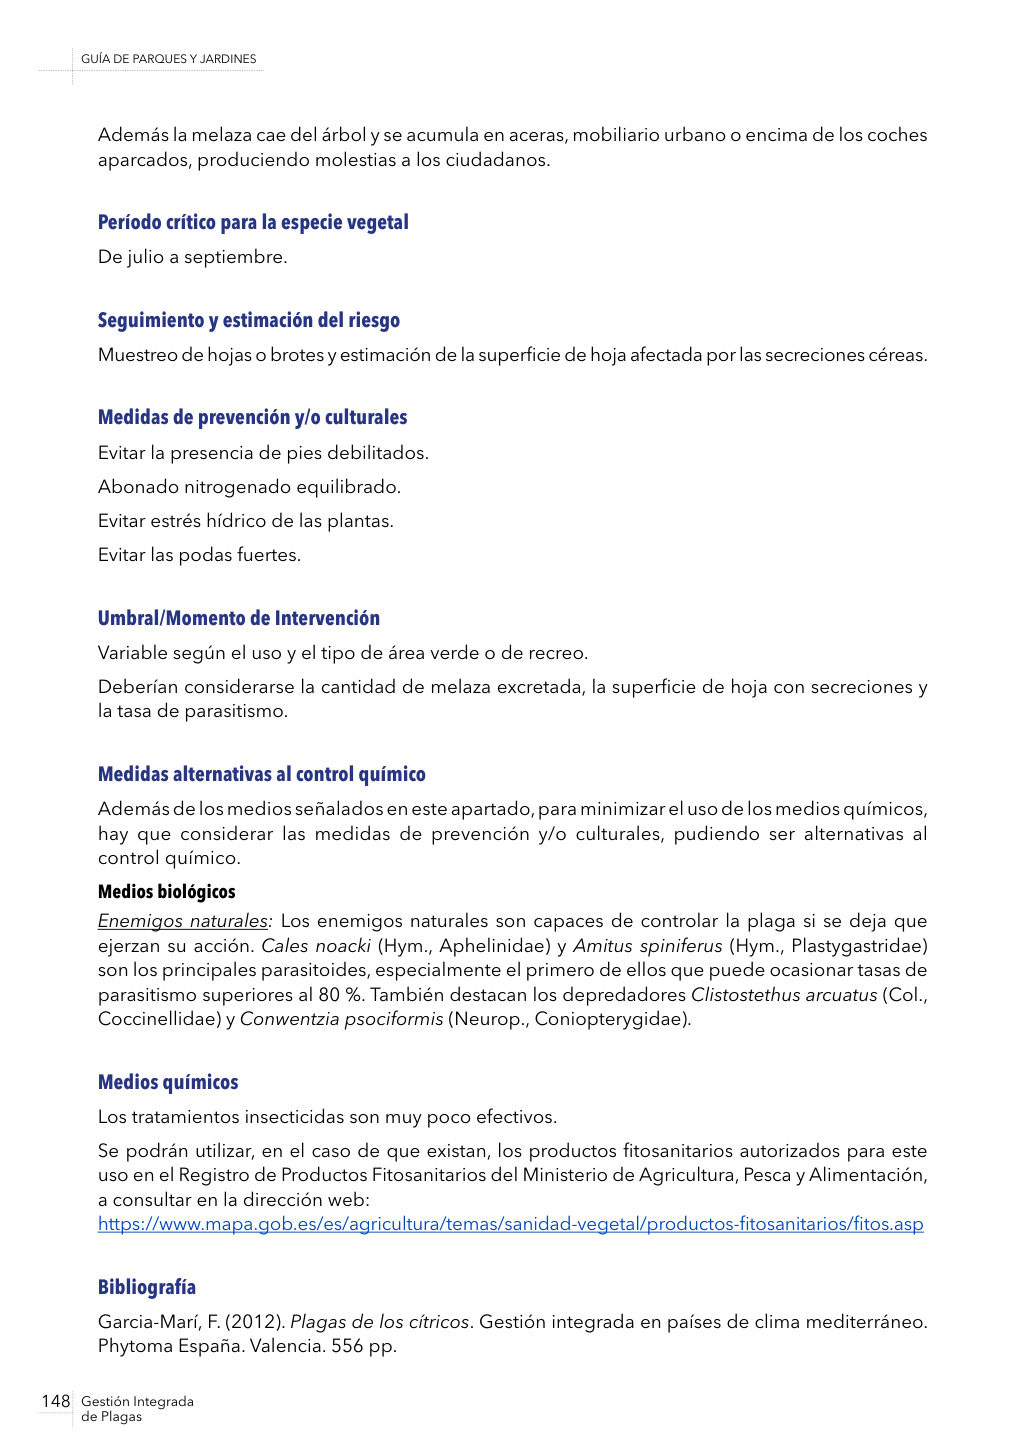 GUÍA DE PARQUES Y JARDINES
Además la melaza cae del árbol y se acumula en aceras, mobiliario urbano o encima de los coches
aparcados, produciendo molestias a los ciudadanos.
Período crítico para la especie vegetal
De julio a septiembre.
Seguimiento y estimación del riesgo
Muestreo de hojas o brotes y estimación de la superficie de hoja afectada por las secreciones céreas.
Medidas de prevención y/o culturales
Evitar la presencia de pies debilitados.
Abonado nitrogenado equilibrado.
Evitar estrés hídrico de las plantas.
Evitar las podas fuertes.
Umbral/Momento de Intervención
Variable según el uso y el tipo de área verde o de recreo.
Deberían considerarse la cantidad de melaza excretada, la superficie de hoja con secreciones y
la tasa de parasitismo.
Medidas alternativas al control químico
Además de los medios señalados en este apartado, para minimizar el uso de los medios químicos,
hay que considerar las medidas de prevención y/o culturales, pudiendo ser alternativas al
control químico.
Medios biológicos
Enemigos naturales: Los enemigos naturales son capaces de controlar la plaga si se deja que
ejerzan su acción. Cales noacki (Hym., Aphelinidae) y Amitus spiniferus (Hym., Plastygastridae)
son los principales parasitoides, especialmente el primero de ellos que puede ocasionar tasas de
parasitismo superiores al 80 %. También destacan los depredadores Clistostethus arcuatus (Col.,
Coccinellidae) y Conwentzia psociformis (Neurop., Coniopterygidae).
Medios químicos
Los tratamientos insecticidas son muy poco efectivos.
Se podrán utilizar, en el caso de que existan, los productos fitosanitarios autorizados para este
uso en el Registro de Productos Fitosanitarios del Ministerio de Agricultura, Pesca y Alimentación,
a consultar en la dirección web:
https://www.mapa.gob.es/es/agricultura/temas/sanidad-vegetal/productos-fitosanitarios/fitos.asp
Bibliografía
Garcia-Marí, F. (2012). Plagas de los cítricos. Gestión integrada en países de clima mediterráneo.
Phytoma España. Valencia. 556 pp.
148 Gestión Integrada
de Plagas